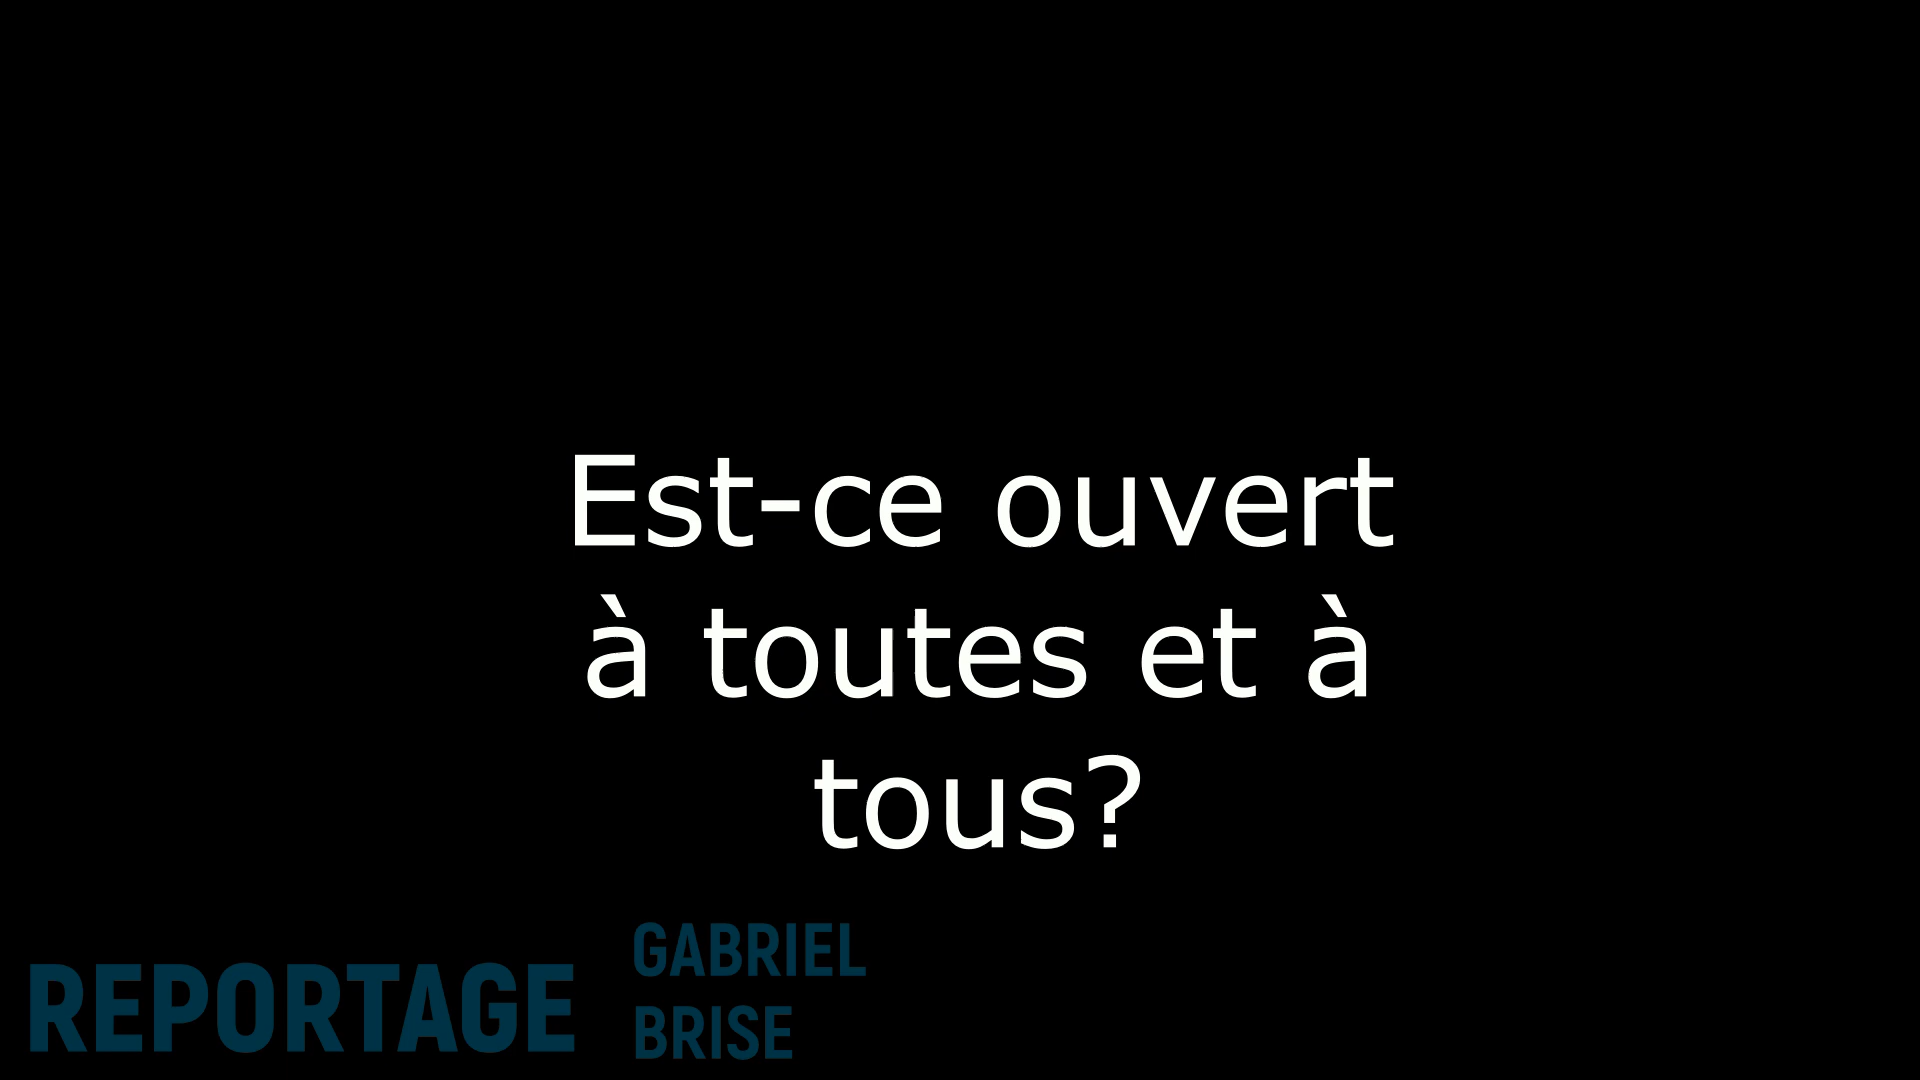 Est-ce ouvert
à toutes et à
tous?
REPORTAGE
GABRIEL
BRISE